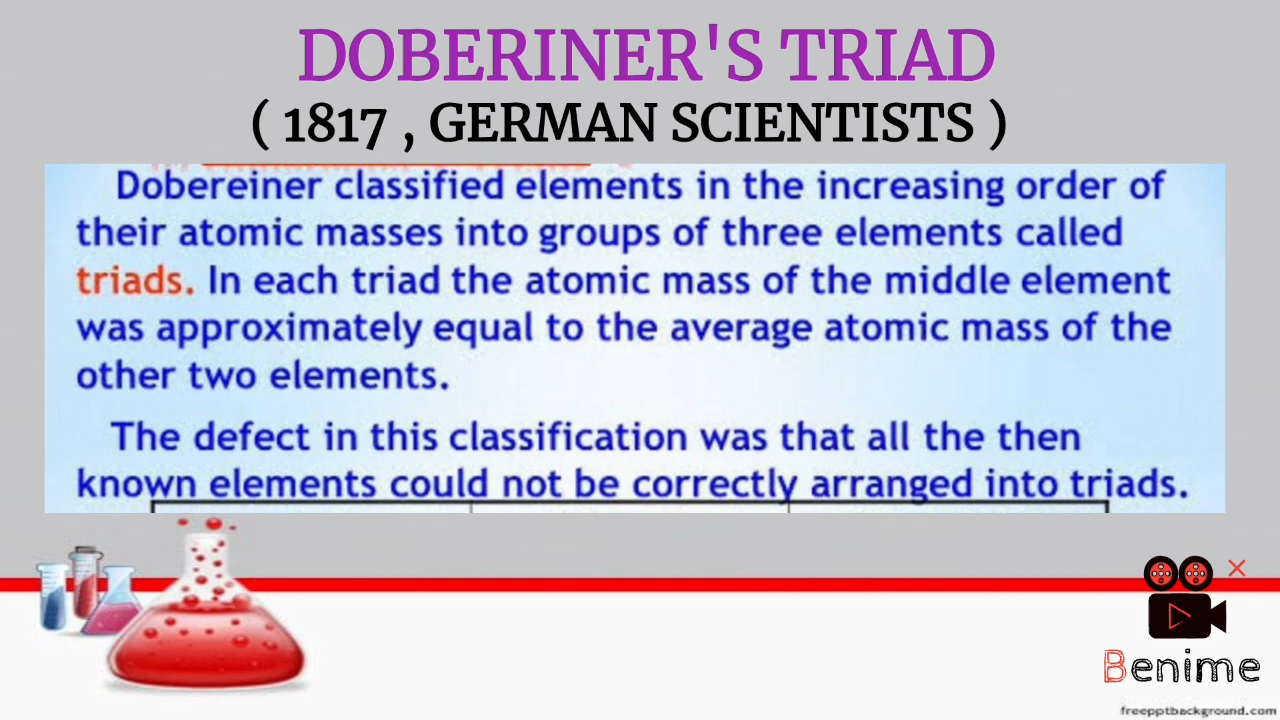 DOBERINER'S TRIAD
( 1817 , GERMAN SCIENTISTS )
Dobereiner classified elements in the increasing order of
their atomic masses into groups of three elements called
triads. In each triad the atomic mass of the middle element
was approximately equal to the average atomic mass of the
other two elements.
The defect in this classification was that all the then
known elements could not be correctly arranged into triads.
Benime
freepptbackground.com